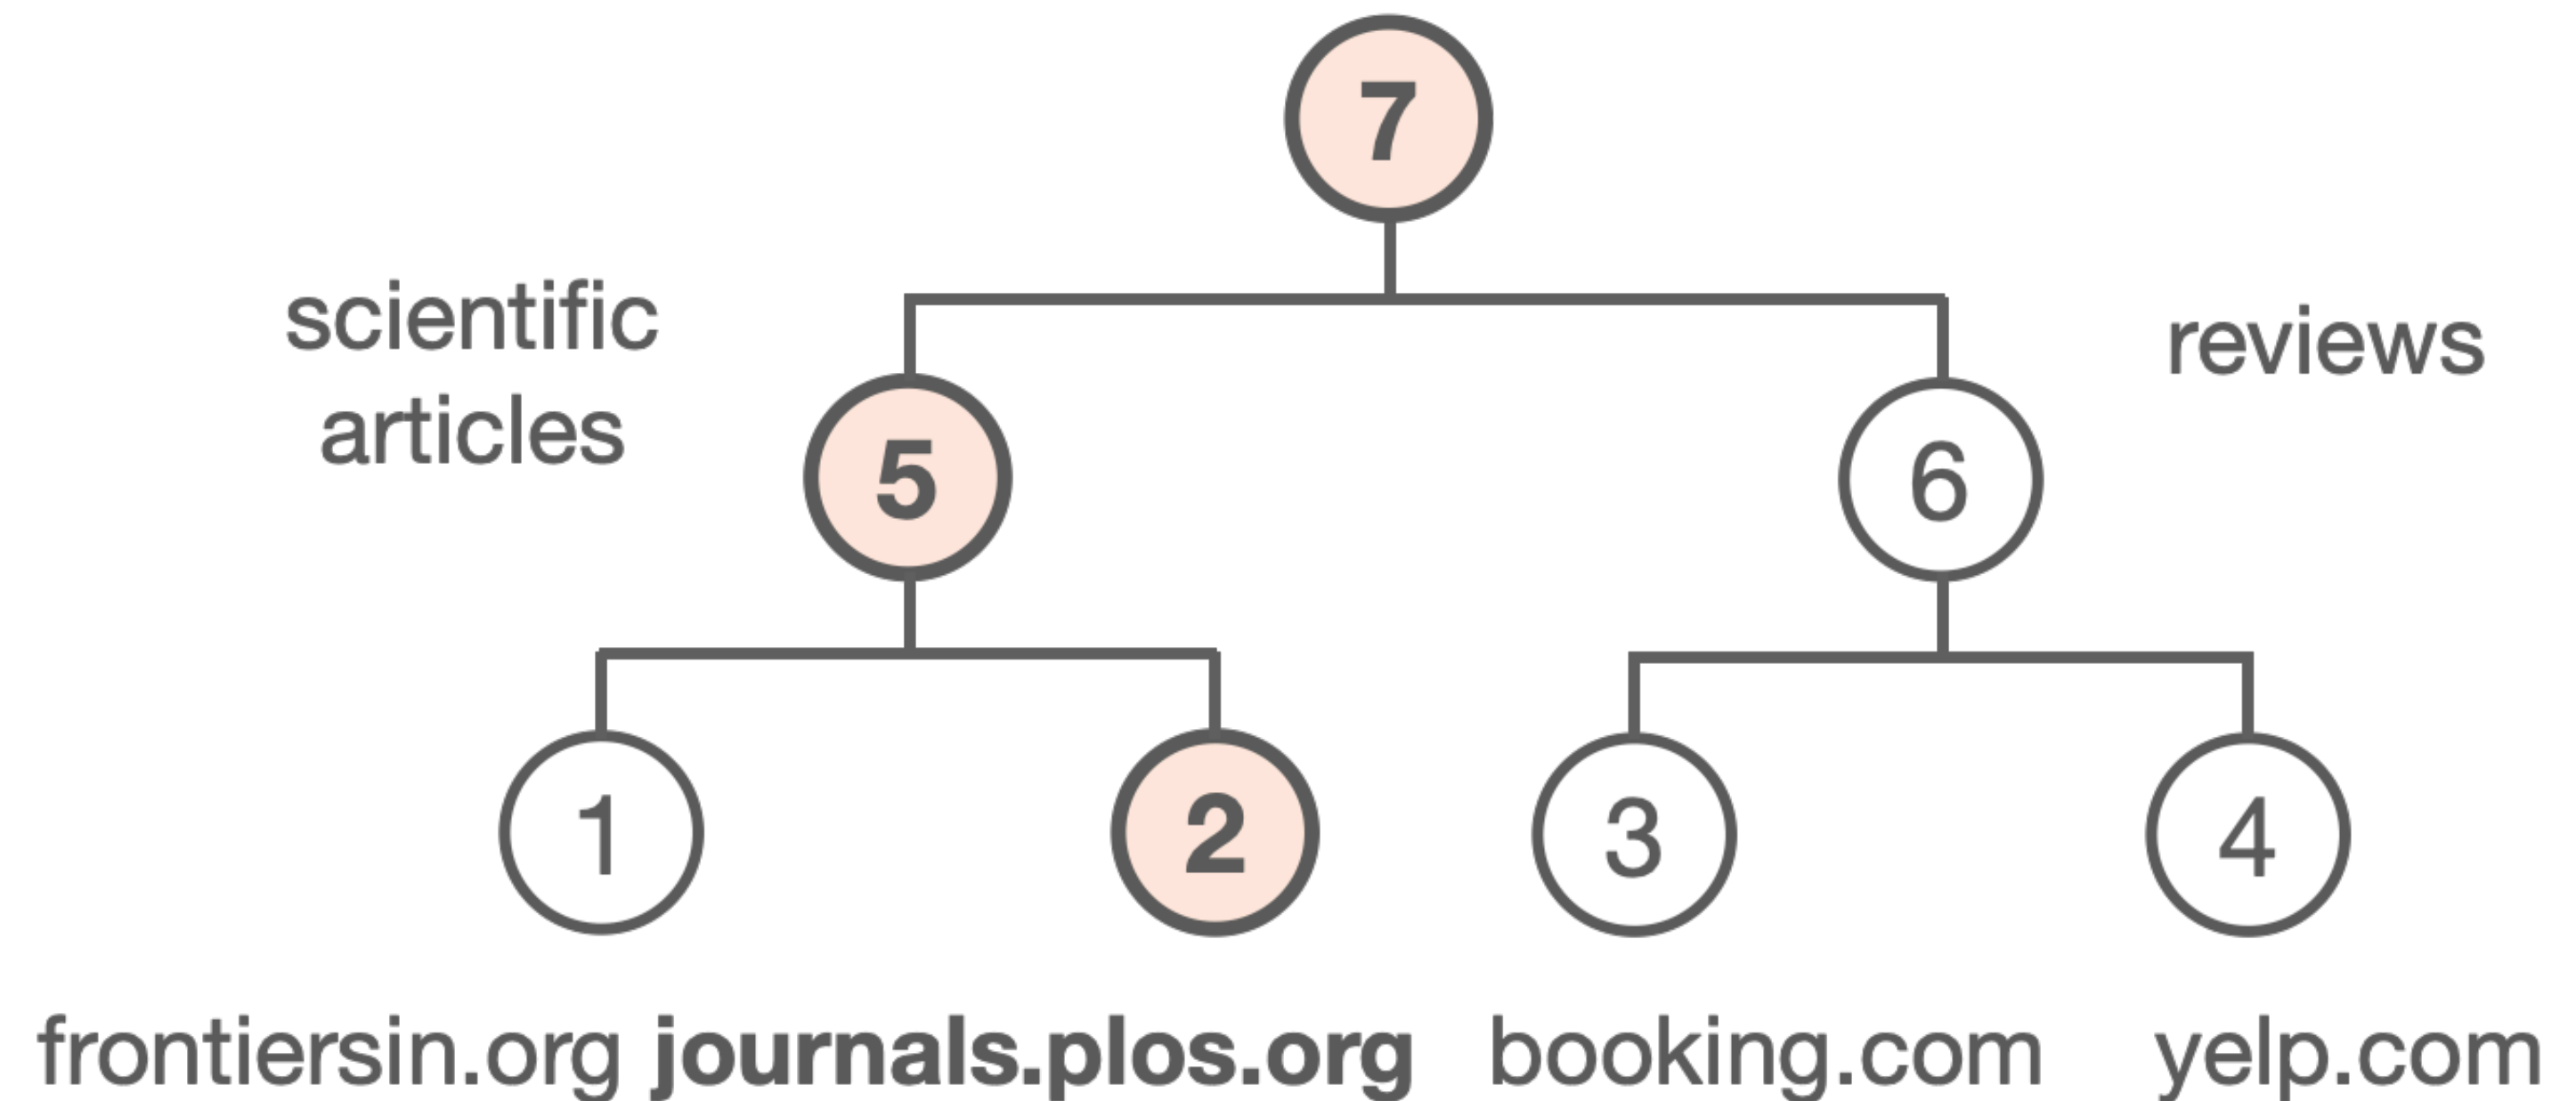 7
scientific
articles
reviews
5
6
1
2
3
4
frontiersin.org
journals.plos.org
booking.com
yelp.com